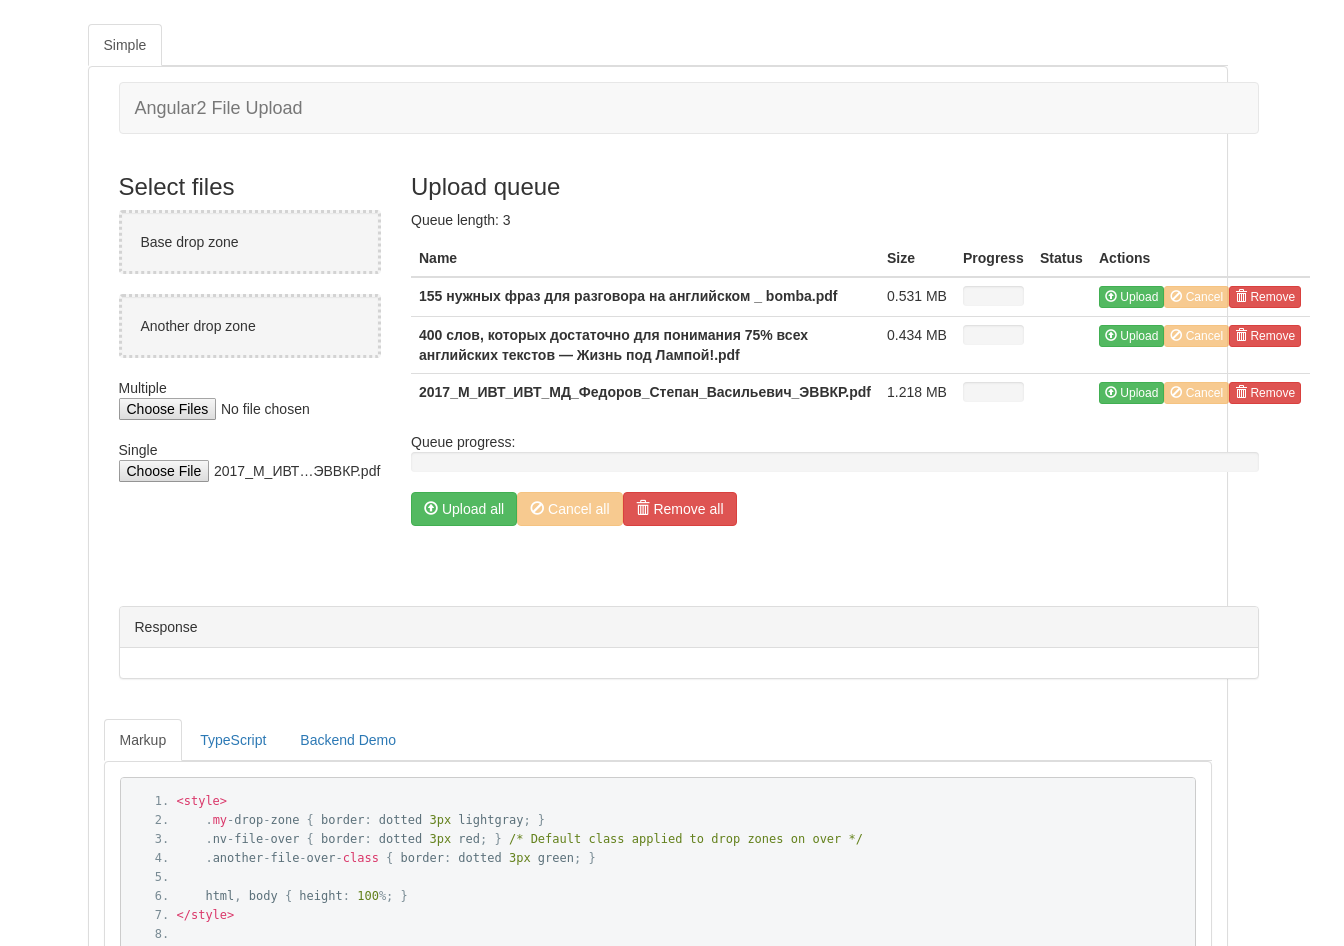 Simple
Angular2 File Upload
Select files
Base drop zone
Another drop zone
Multiple
Choose Files No file chosen
Single
Choose File 2017_М_ИВТ…ЭВВКР.pdf
Upload queue
Queue length: 3
Name Size Progress Status Actions
155 нужных фраз для разговора на английском _ bomba.pdf 0.531 MB Upload Cancel Remove
400 слов, которых достаточно для понимания 75% всех 0.434 MB Upload Cancel Remove
английских текстов — Жизнь под Лампой!.pdf
2017_М_ИВТ_ИВТ_МД_Федоров_Степан_Васильевич_ЭВВКР.pdf 1.218 MB Upload Cancel Remove
Queue progress:
Upload all Cancel all Remove all
Response
Markup TypeScript Backend Demo
1. <style>
2.     .my-drop-zone { border: dotted 3px lightgray; }
3.     .nv-file-over { border: dotted 3px red; } /* Default class applied to drop zones on over */
4.     .another-file-over-class { border: dotted 3px green; }
5.
6.     html, body { height: 100%; }
7. </style>
8.